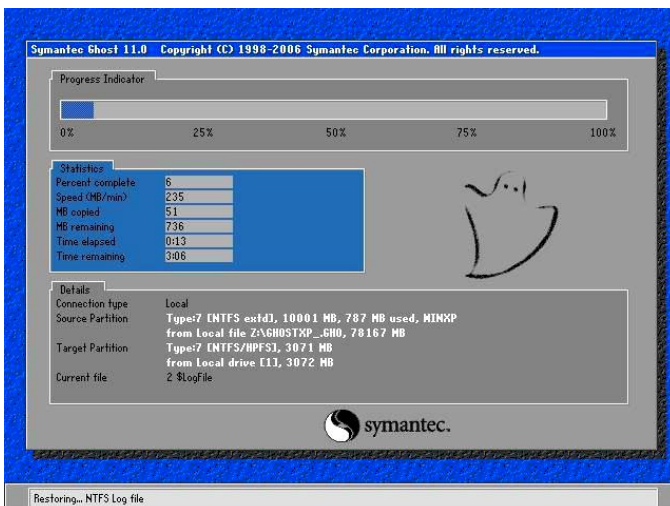 Symantec Ghost 11.0 Copyright (C) 1998-2006 Symantec Corporation. All rights reserved.
Progress Indicator
0% 25% 50% 75% 100%
Statistics
Percent complete 6
Speed (MB/min) 235
MB copied 51
MB remaining 736
Time elapsed 0:13
Time remaining 3:06
Details
Connection type Local
Source Partition Type:7 [NTFS extd], 10001 MB, 787 MB used, MINXP
from Local file Z:\GHOSTXP_.GHO, 78167 MB
Target Partition Type:7 [NTFS/HPFS], 3071 MB
from Local drive [1], 3072 MB
Current file 2 $LogFile
symantec.
Restoring... NTFS Log file